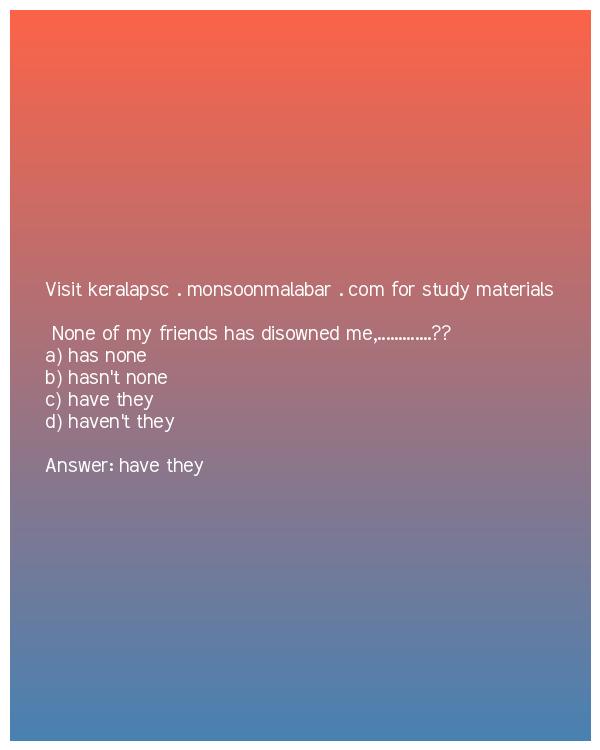 Visit keralapsc . monsoonmalabar . com for study materials
None of my friends has disowned me,.............??
a) has none
b) hasn't none
c) have they
d) haven't they
Answer: have they